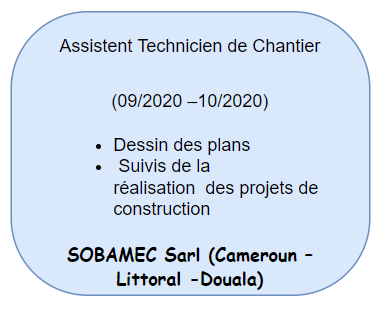 Assistent Technicien de Chantier
(09/2020 –10/2020)
• Dessin des plans
• Suivis de la
réalisation des projets de
construction
SOBAMEC Sarl (Cameroun –
Littoral -Douala)